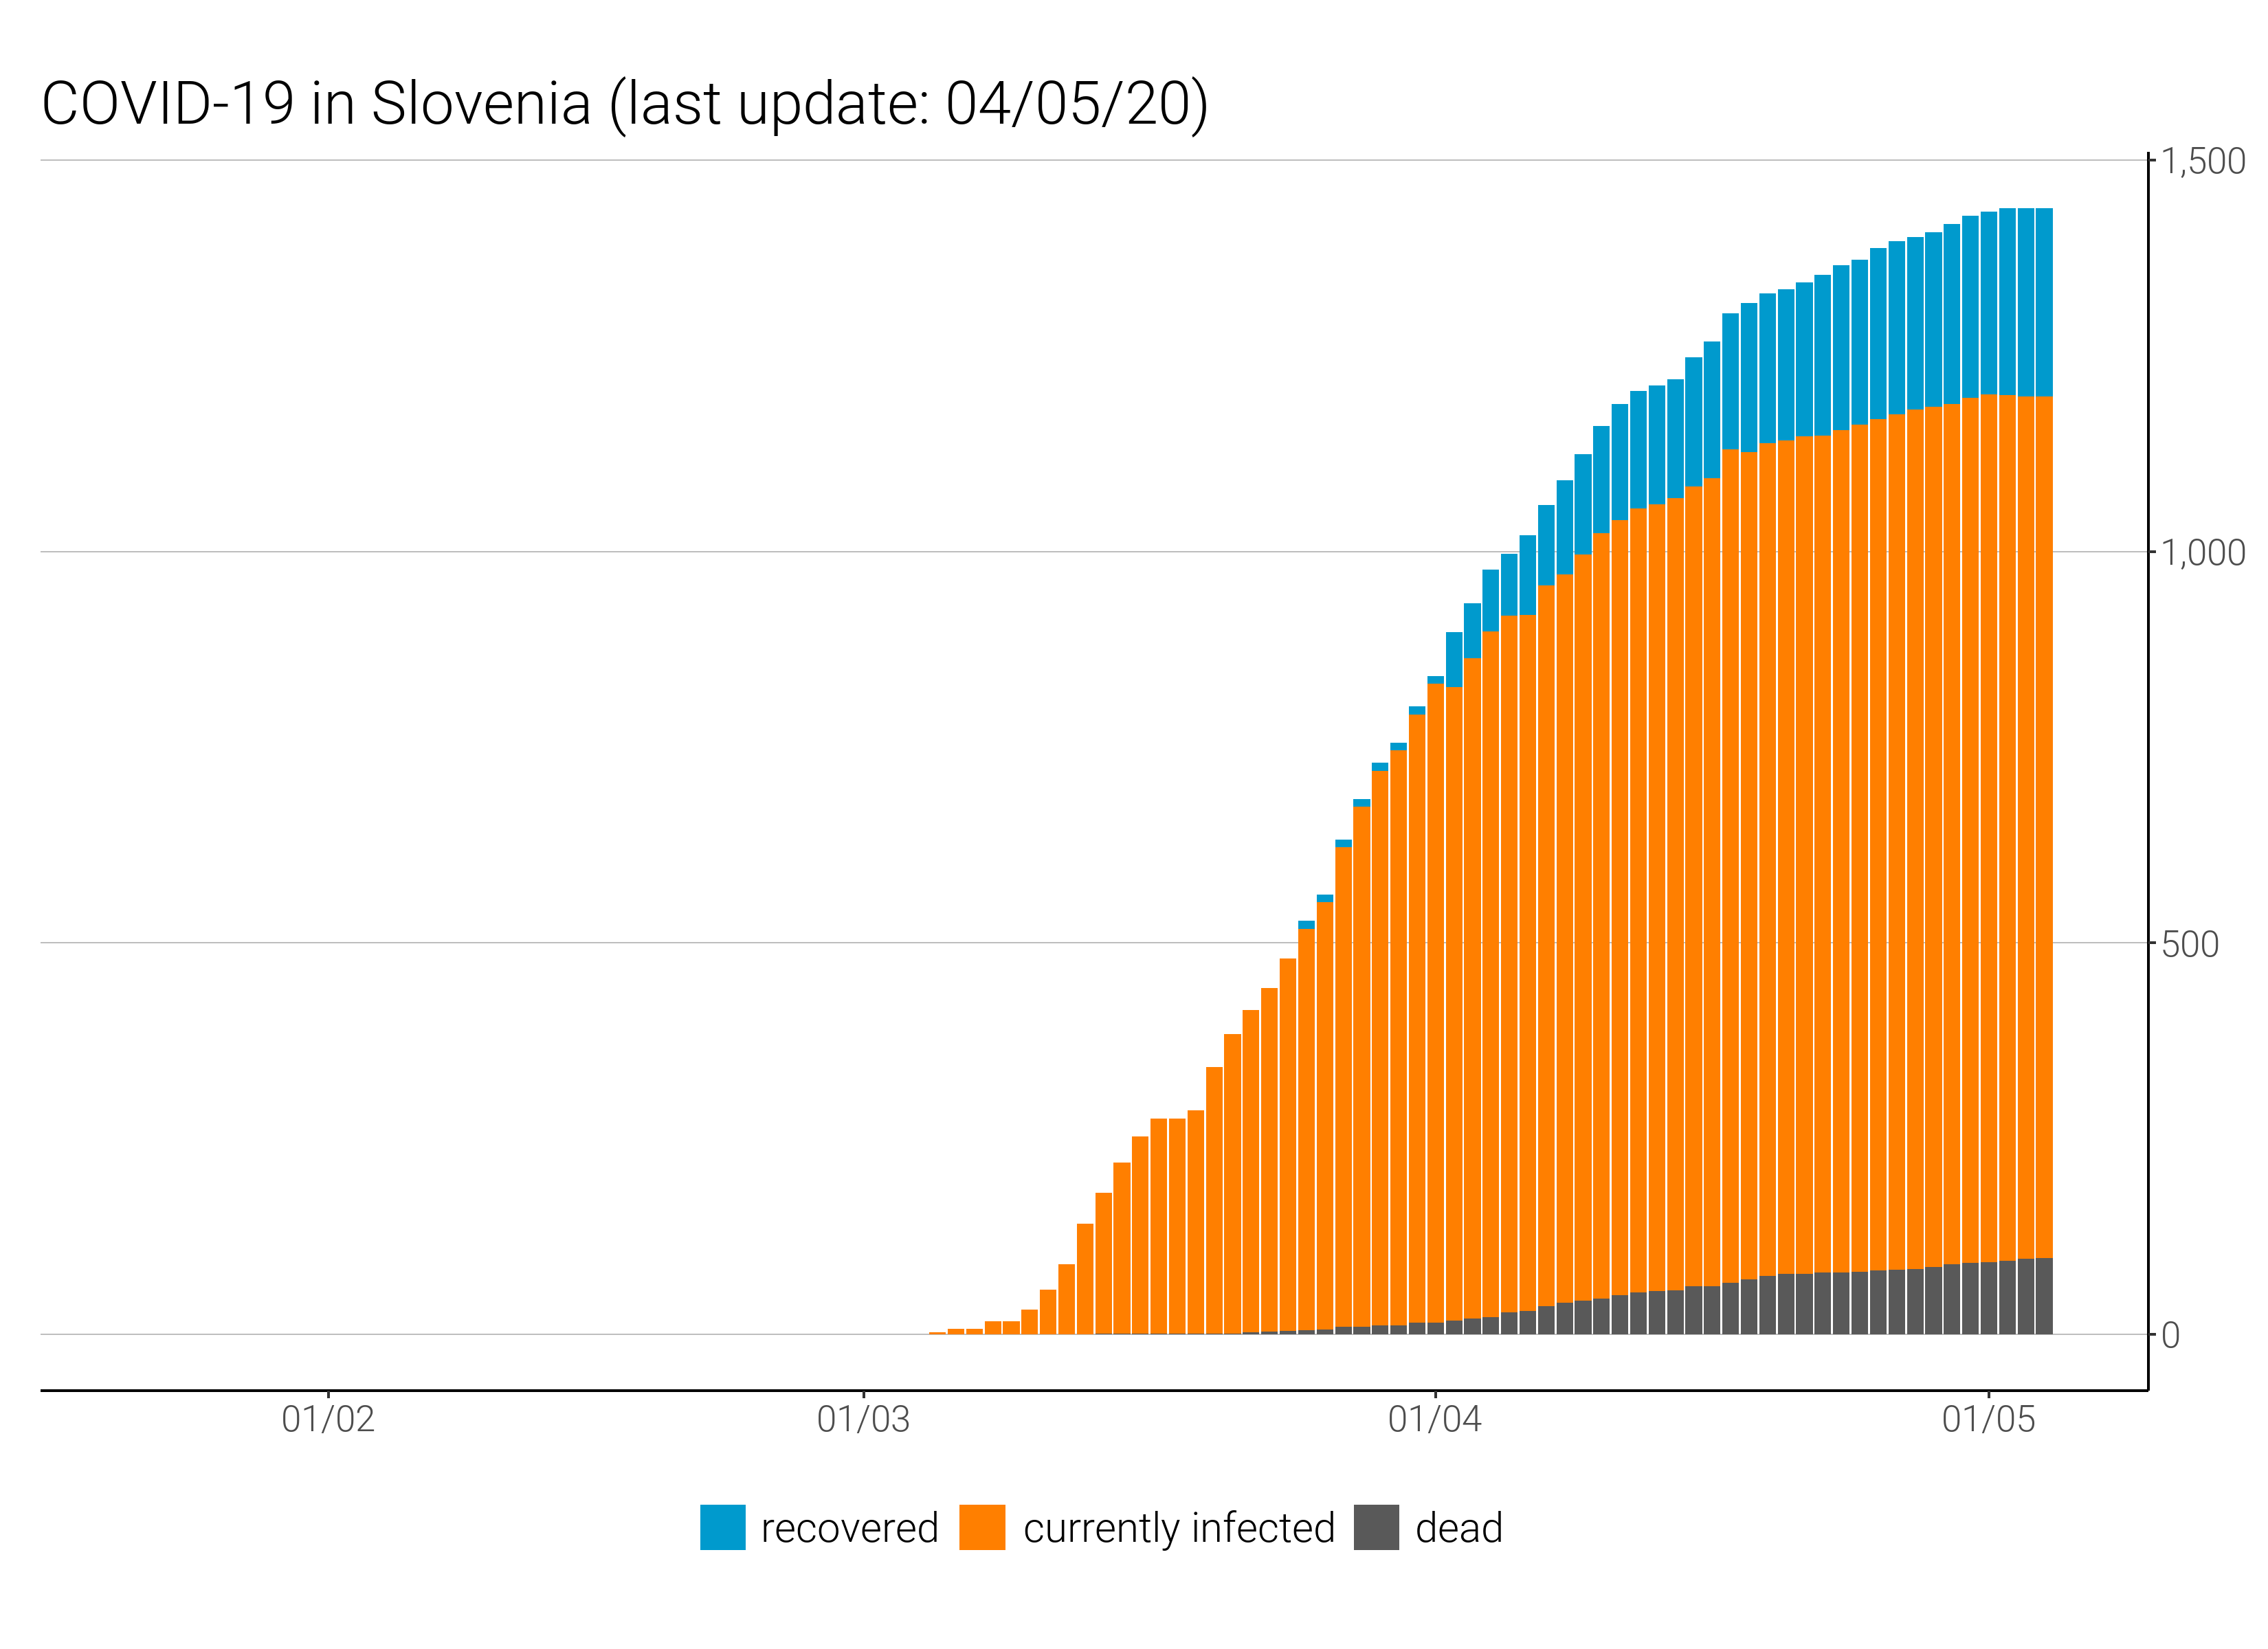 COVID-19 in Slovenia (last update: 04/05/20)
1,500
1,000
500
0
01/02 01/03 01/04 01/05
recovered currently infected dead